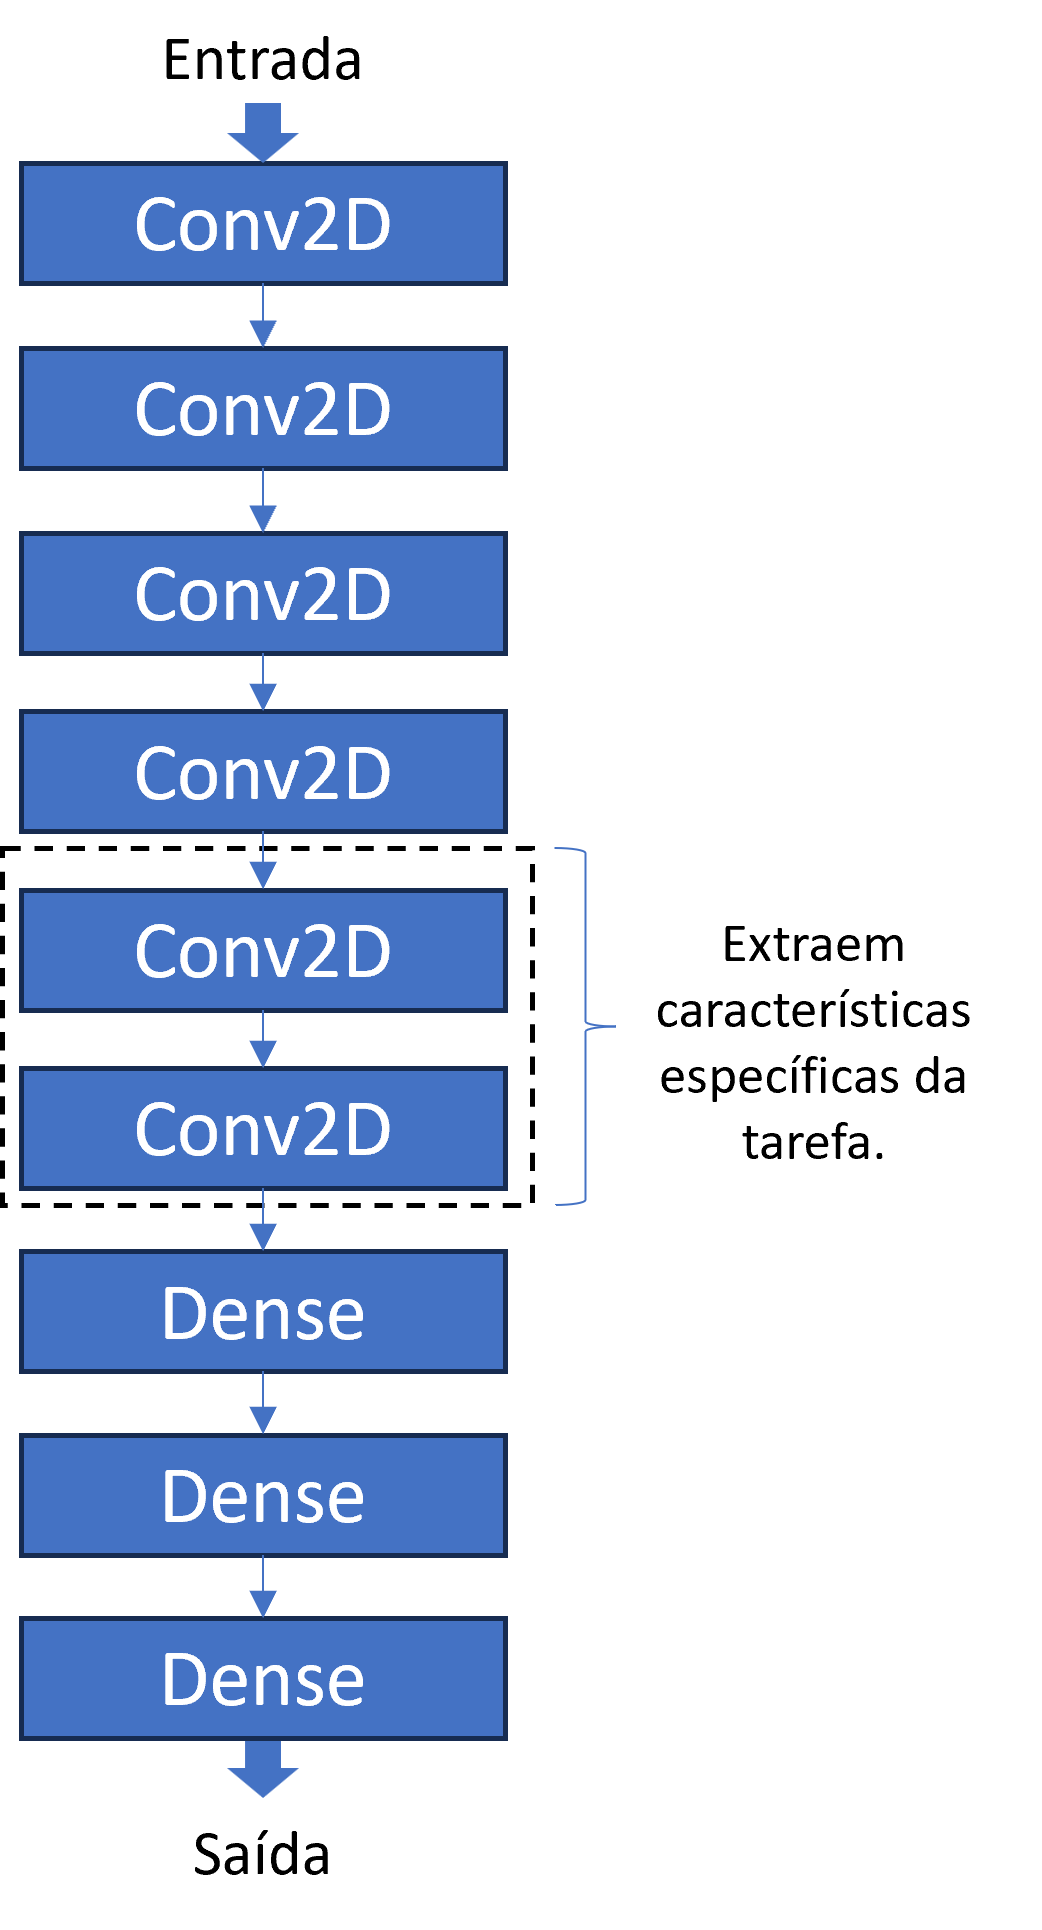 Entrada
Conv2D
Conv2D
Conv2D
Conv2D
Conv2D
Conv2D
Extraem
características
específicas da
tarefa.
Dense
Dense
Dense
Saída